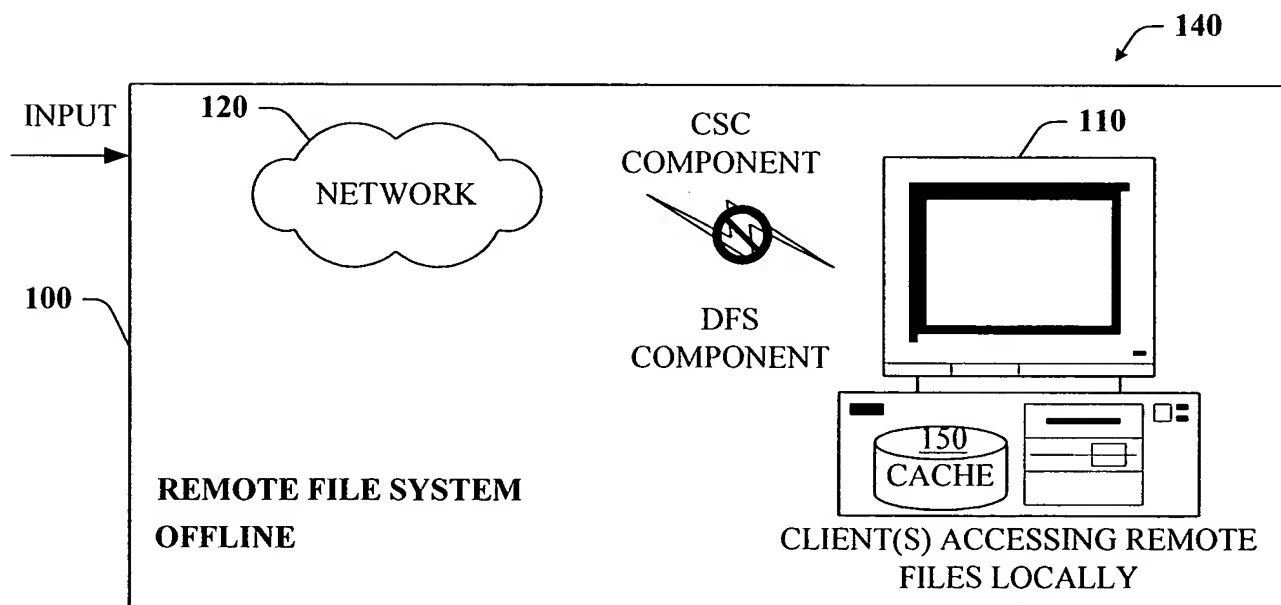 140
INPUT
120
NETWORK
CSC
COMPONENT
110
100
DFS
COMPONENT
150
CACHE
REMOTE FILE SYSTEM
OFFLINE
CLIENT(S) ACCESSING REMOTE
FILES LOCALLY